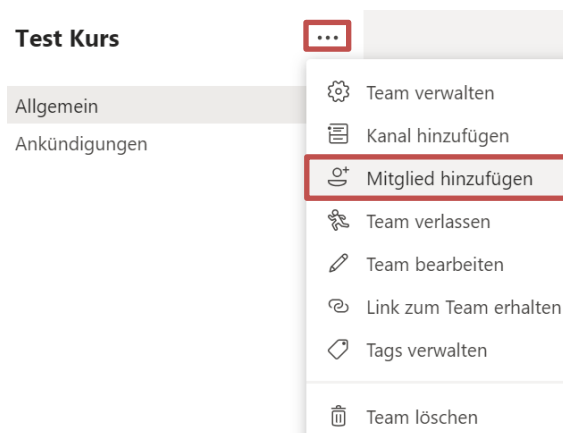 Test Kurs
...
Allgemein
Ankündigungen
Team verwalten
Kanal hinzufügen
Mitglied hinzufügen
Team verlassen
Team bearbeiten
Link zum Team erhalten
Tags verwalten
Team löschen